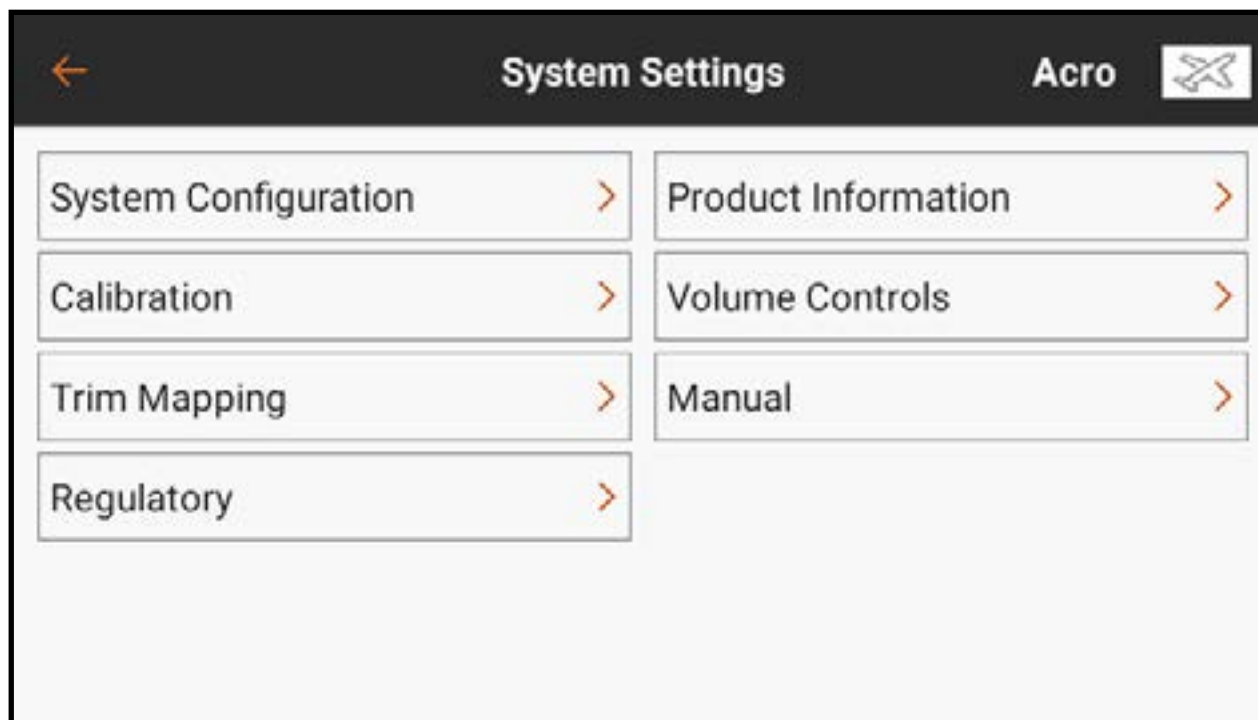 System Settings Acro
System Configuration
Product Information
Calibration
Volume Controls
Trim Mapping
Manual
Regulatory